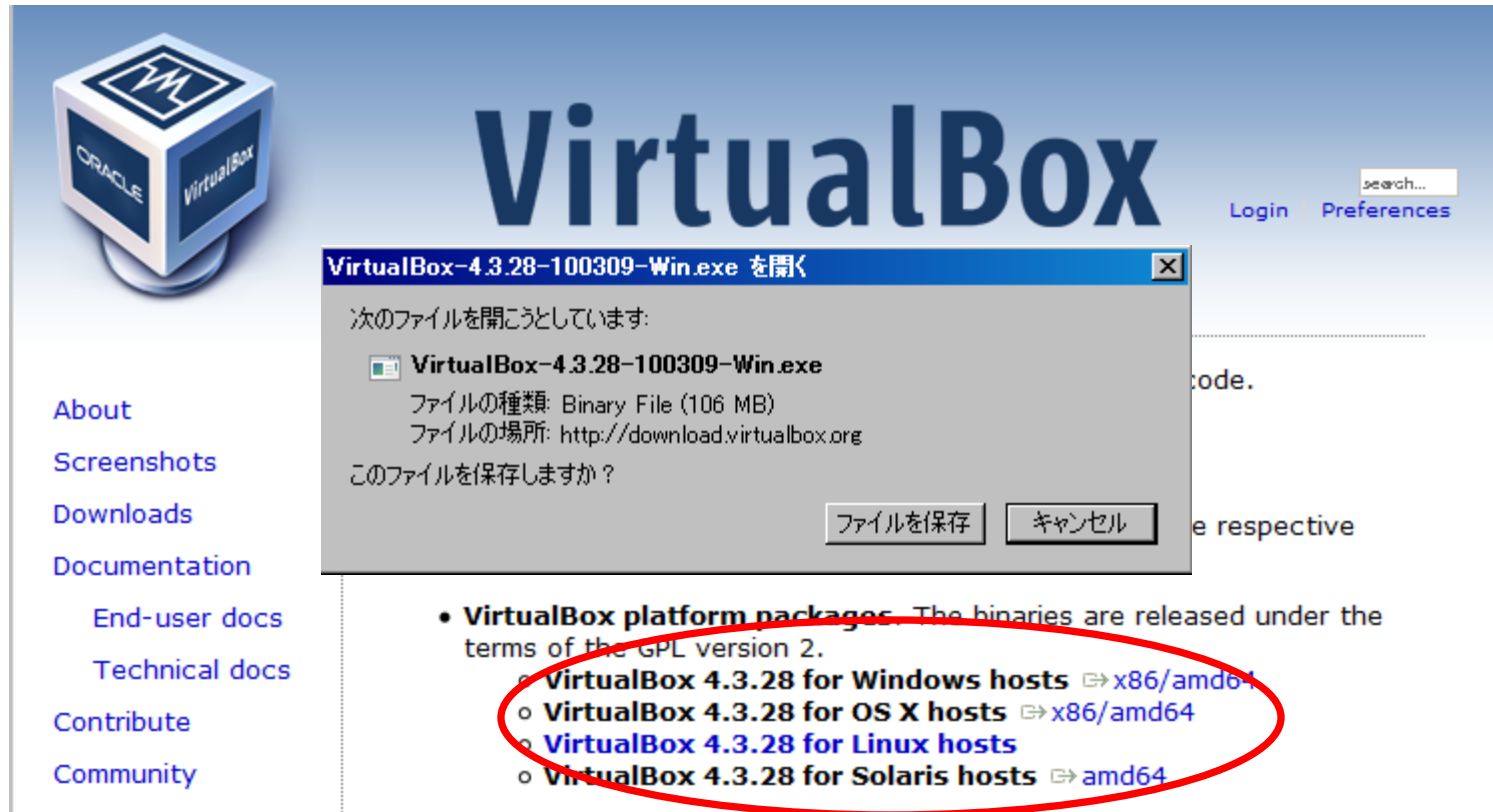 ORACLE
VirtualBox
VirtualBox
search...
Login Preferences
VirtualBox-4.3.28-100309-Win.exe を開く
次のファイルを開こうとしています:
VirtualBox-4.3.28-100309-Win.exe
ファイルの種類: Binary File (106 MB)
ファイルの場所: http://download.virtualbox.org
このファイルを保存しますか？
ファイルを保存 キャンセル
code.
e respective
About
Screenshots
Downloads
Documentation
End-user docs
Technical docs
Contribute
Community
• VirtualBox platform packages. The binaries are released under the
terms of the GPL version 2.
VirtualBox 4.3.28 for Windows hosts x86/amd64
VirtualBox 4.3.28 for OS X hosts x86/amd64
VirtualBox 4.3.28 for Linux hosts
VirtualBox 4.3.28 for Solaris hosts amd64